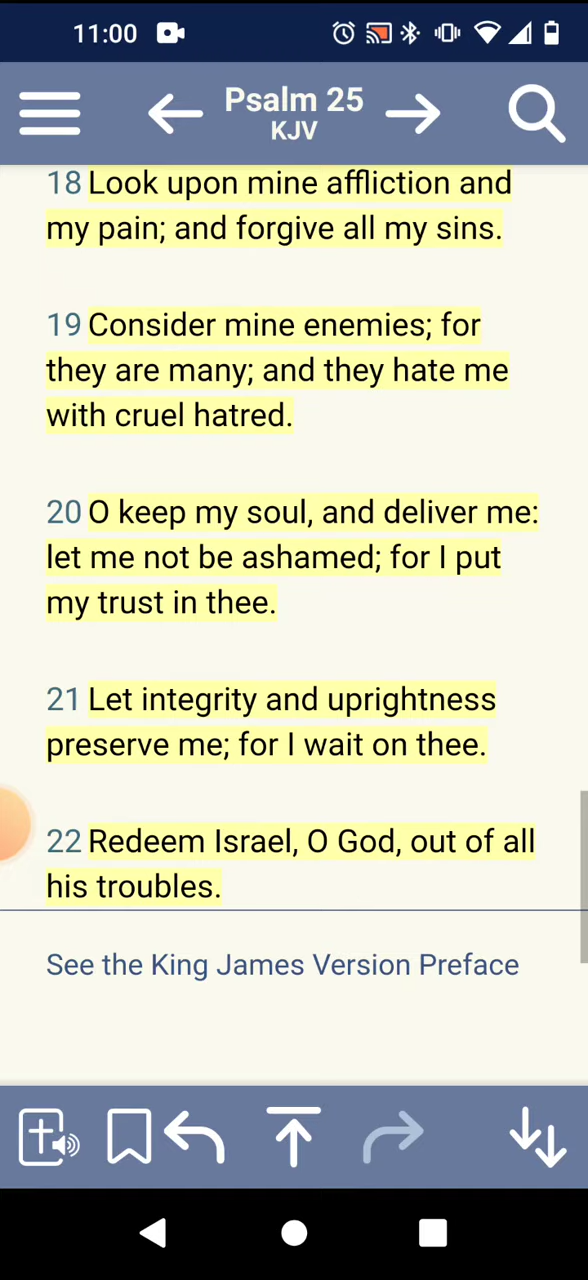 11:00
Psalm 25
KJV
18 Look upon mine affliction and
my pain; and forgive all my sins.
19 Consider mine enemies; for
they are many; and they hate me
with cruel hatred.
20 O keep my soul, and deliver me:
let me not be ashamed; for I put
my trust in thee.
21 Let integrity and uprightness
preserve me; for I wait on thee.
22 Redeem Israel, O God, out of all
his troubles.
See the King James Version Preface